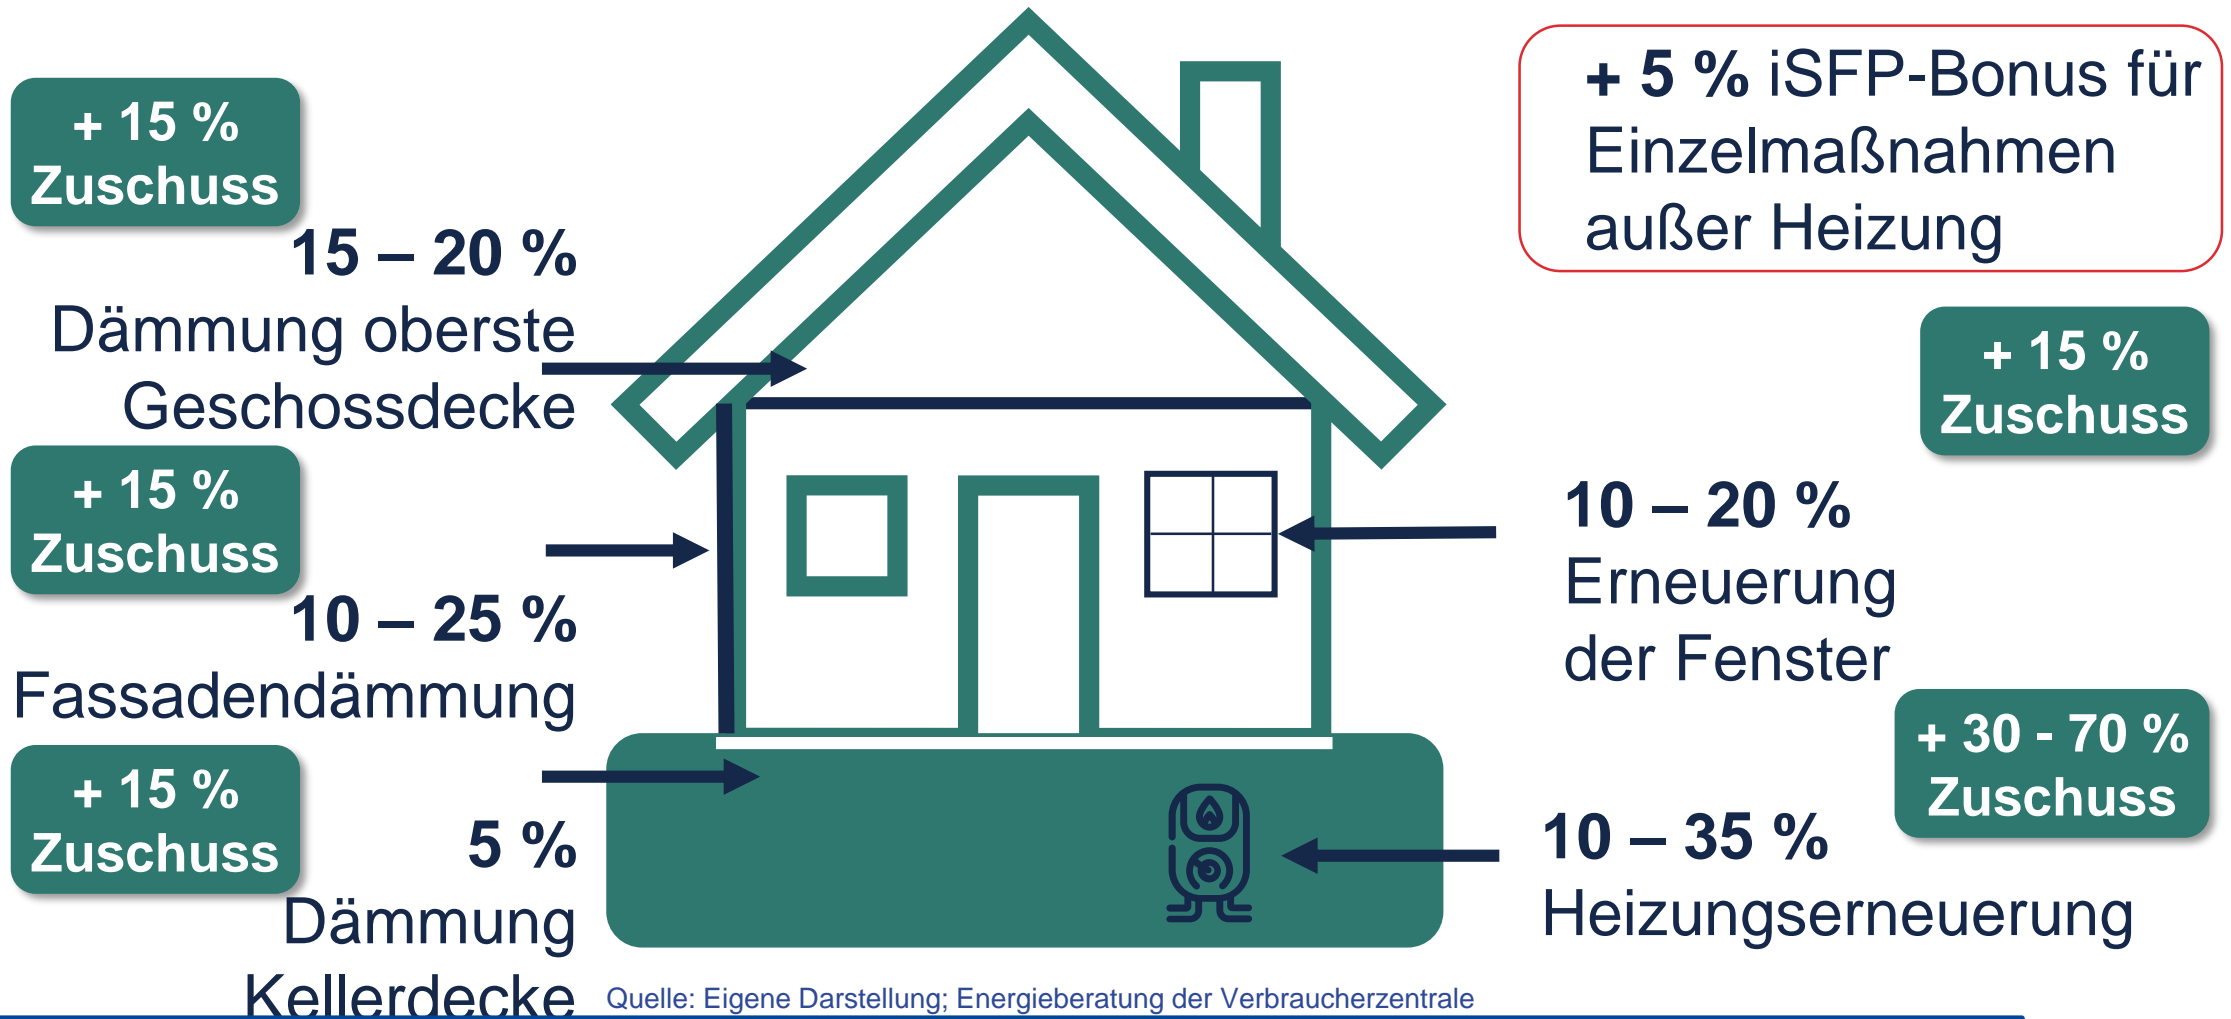 + 15 %
Zuschuss
15 – 20 %
Dämmung oberste
Geschossdecke
+ 15 %
Zuschuss
10 – 25 %
Fassadendämmung
+ 15 %
Zuschuss
5 %
Dämmung
Kellerdecke
+ 5 % iSFP-Bonus für
Einzelmaßnahmen
außer Heizung
+ 15 %
Zuschuss
10 – 20 %
Erneuerung
der Fenster
+ 30 - 70 %
Zuschuss
10 – 35 %
Heizungserneuerung
Quelle: Eigene Darstellung; Energieberatung der Verbraucherzentrale